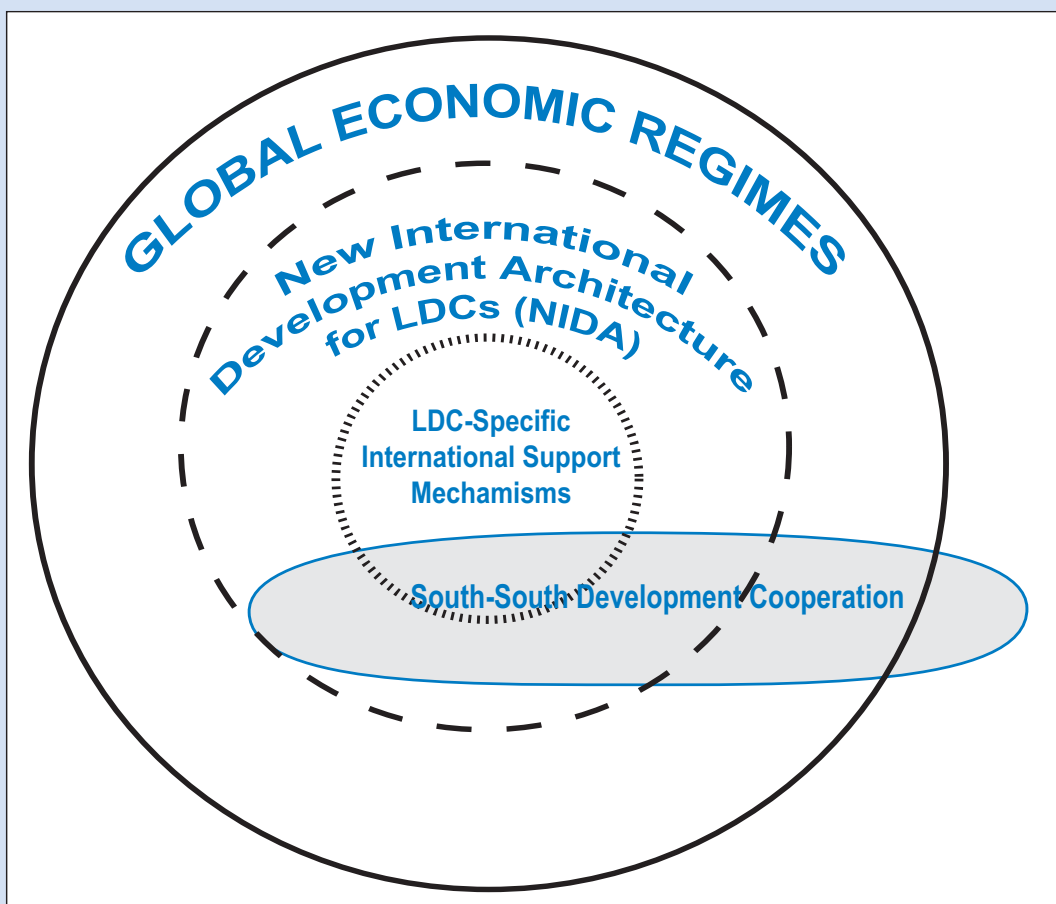 GLOBAL ECONOMIC REGIMES
New International
Development Architecture
for LDCs (NIDA)
LDC-Specific
International Support
Mechamisms
South-South Development Cooperation